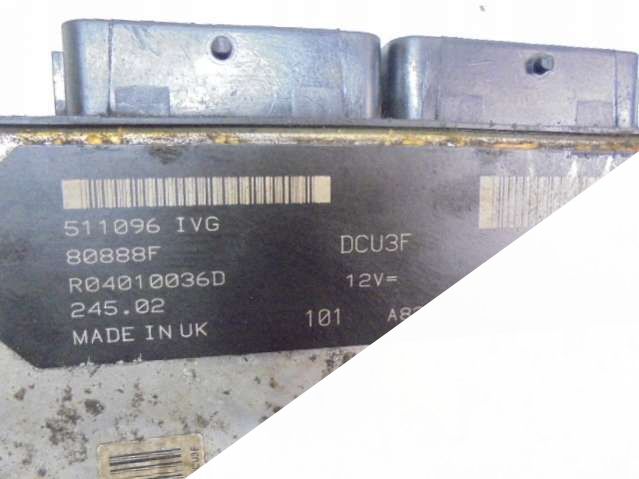 511096 IVG
80888F
DCU3F
R04010036D
12V=
245.02
101
MADE IN UK